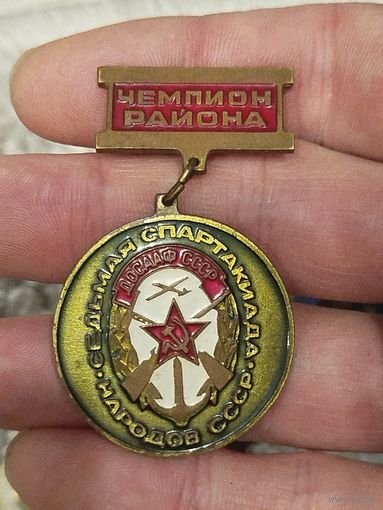 ЧЕМПИОН
РАЙОНА
СЕДЬМАЯ СПАРТАКИАДА
НАРОДОВ СССР
ДОСААФ СССР